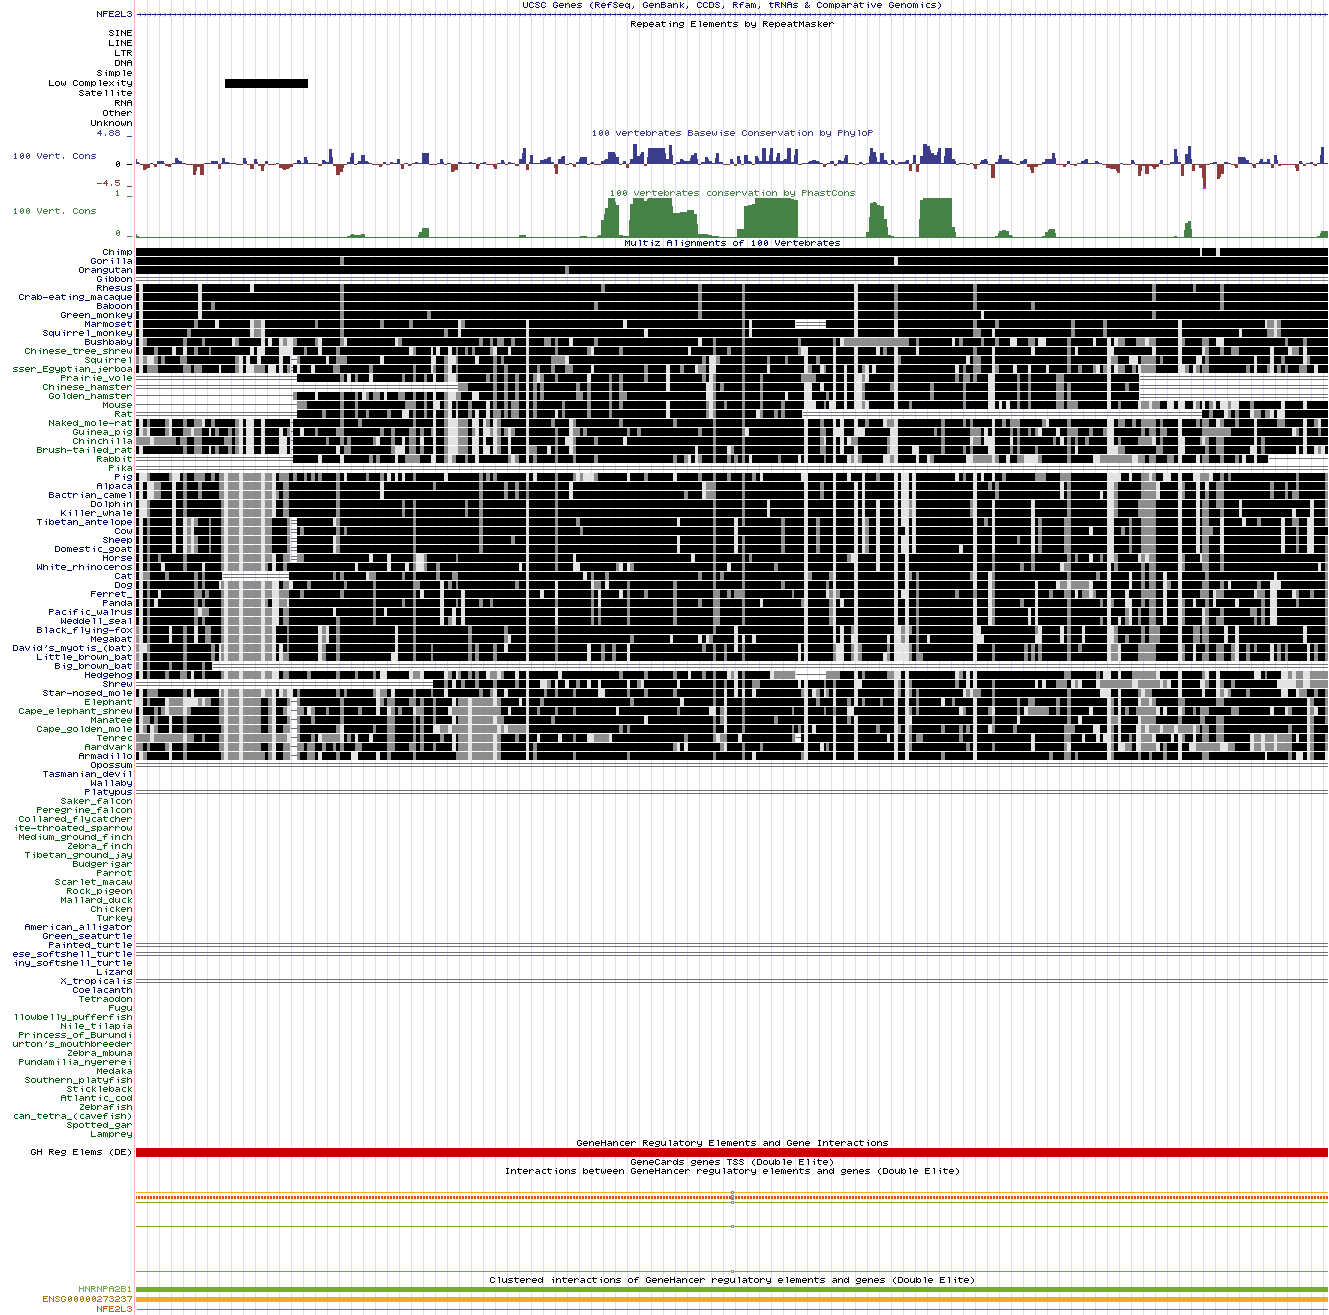 UCSC Genes (RefSeq, GenBank, CCDS, Rfam, tRNAs & Comparative Genomics)
NFE2L3
Repeating Elements by RepeatMasker
SINE
LINE
LTR
DNA
Simple
Low Complexity
Satellite
RNA
Other
Unknown
4.88 _
100 vertebrates Basewise Conservation by PhyloP
100 Vert. Cons
0 _
-4.5 _
100 vertebrates conservation by PhastCons
1 _
100 Vert. Cons
0 _
Multiz Alignments of 100 Vertebrates
Chimp
Gorilla
Orangutan
Gibbon
Rhesus
Crab-eating_macaque
Baboon
Green_monkey
Marmoset
Squirrel_monkey
Bushbaby
Chinese_tree_shrew
Squirrel
sser_Egyptian_jerboa
Prairie_vole
Chinese_hamster
Golden_hamster
Mouse
Rat
Naked_mole-rat
Guinea_pig
Chinchilla
Brush-tailed_rat
Rabbit
Pika
Pig
Alpaca
Bactrian_camel
Dolphin
Killer_whale
Tibetan_antelope
Cow
Sheep
Domestic_goat
Horse
White_rhinoceros
Cat
Dog
Ferret_
Panda
Pacific_walrus
Weddell_seal
Black_flying-fox
Megabat
David's_myotis_(bat)
Little_brown_bat
Big_brown_bat
Hedgehog
Shrew
Star-nosed_mole
Elephant
Cape_elephant_shrew
Manatee
Cape_golden_mole
Tenrec
Aardvark
Armadillo
Opossum
Tasmanian_devil
Wallaby
Platypus
Saker_falcon
Peregrine_falcon
Collared_flycatcher
ite-throated_sparrow
Medium_ground_finch
Zebra_finch
Tibetan_ground_jay
Budgerigar
Parrot
Scarlet_macaw
Rock_pigeon
Mallard_duck
Chicken
Turkey
American_alligator
Green_seaturtle
Painted_turtle
ese_softshell_turtle
iny_softshell_turtle
Lizard
X_tropicalis
Coelacanth
Tetraodon
Fugu
llowbelly_pufferfish
Nile_tilapia
Princess_of_Burundi
urton's_mouthbreeder
Zebra_mbuna
Pundamilia_nyererei
Medaka
Southern_platyfish
Stickleback
Atlantic_cod
Zebrafish
can_tetra_(cavefish)
Spotted_gar
Lamprey
GeneHancer Regulatory Elements and Gene Interactions
GH Reg Elems (DE)
GeneCards genes TSS (Double Elite)
Interactions between GeneHancer regulatory elements and genes (Double Elite)
Clustered interactions of GeneHancer regulatory elements and genes (Double Elite)
HNRNPA2B1
ENSG00000273237
NFE2L3